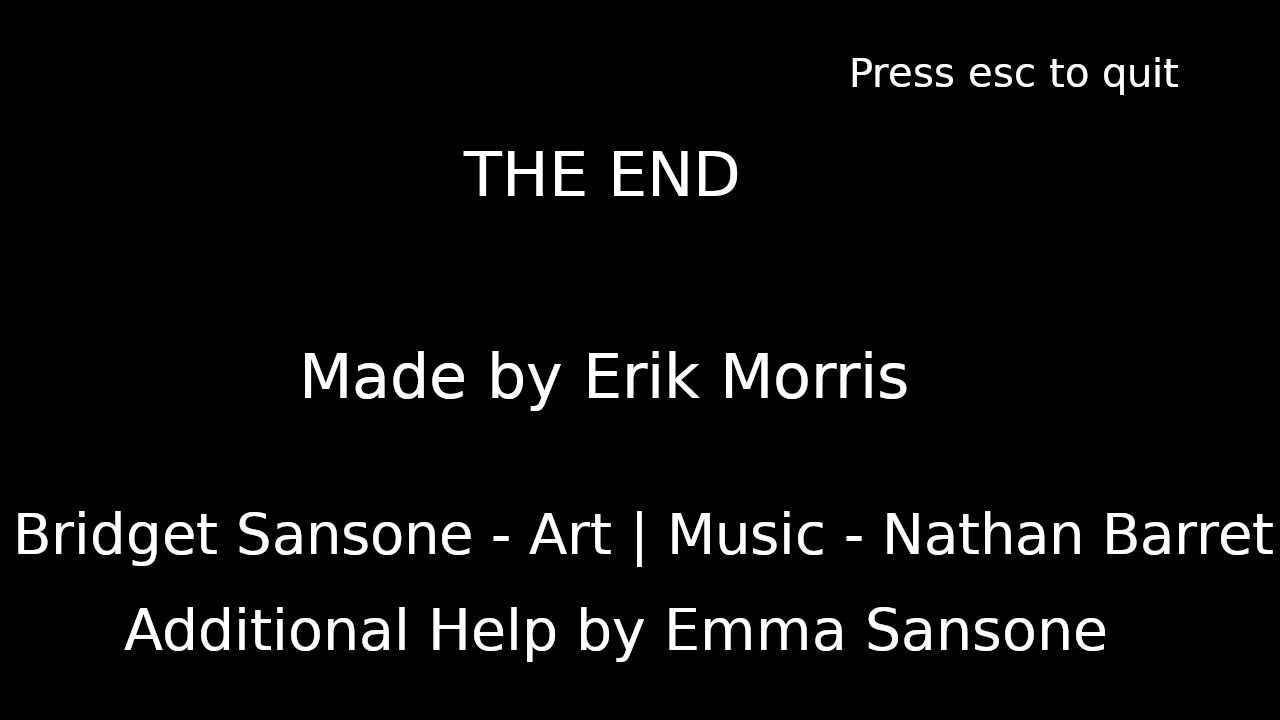 Press esc to quit
THE END
Made by Erik Morris
Bridget Sansone - Art | Music - Nathan Barret
Additional Help by Emma Sansone